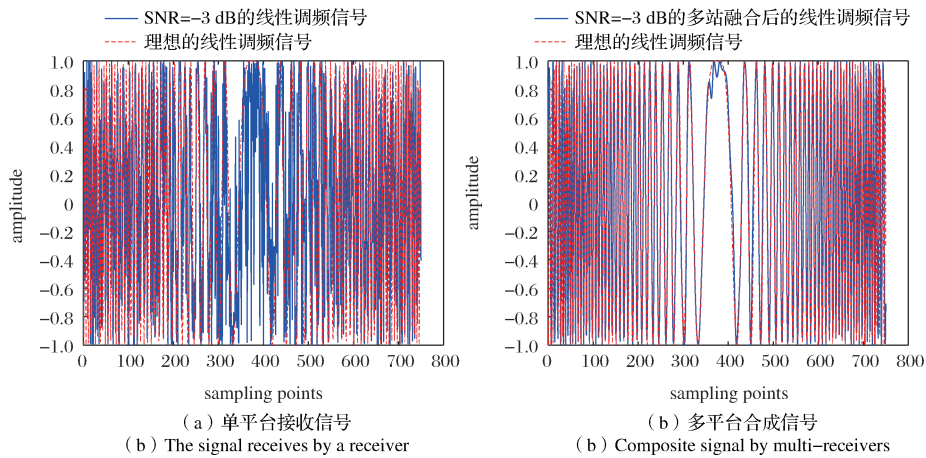 SNR=−3 dB的线性调频信号
理想的线性调频信号
1.0
0.8
0.6
0.4
0.2
0
−0.2
−0.4
−0.6
−0.8
−1.0
amplitude
0 100 200 300 400 500 600 700 800
sampling points
（a）单平台接收信号
（b）The signal receives by a receiver
SNR=−3 dB的多站融合后的线性调频信号
理想的线性调频信号
1.0
0.8
0.6
0.4
0.2
0
−0.2
−0.4
−0.6
−0.8
−1.0
amplitude
0 100 200 300 400 500 600 700 800
sampling points
（b）多平台合成信号
（b）Composite signal by multi−receivers